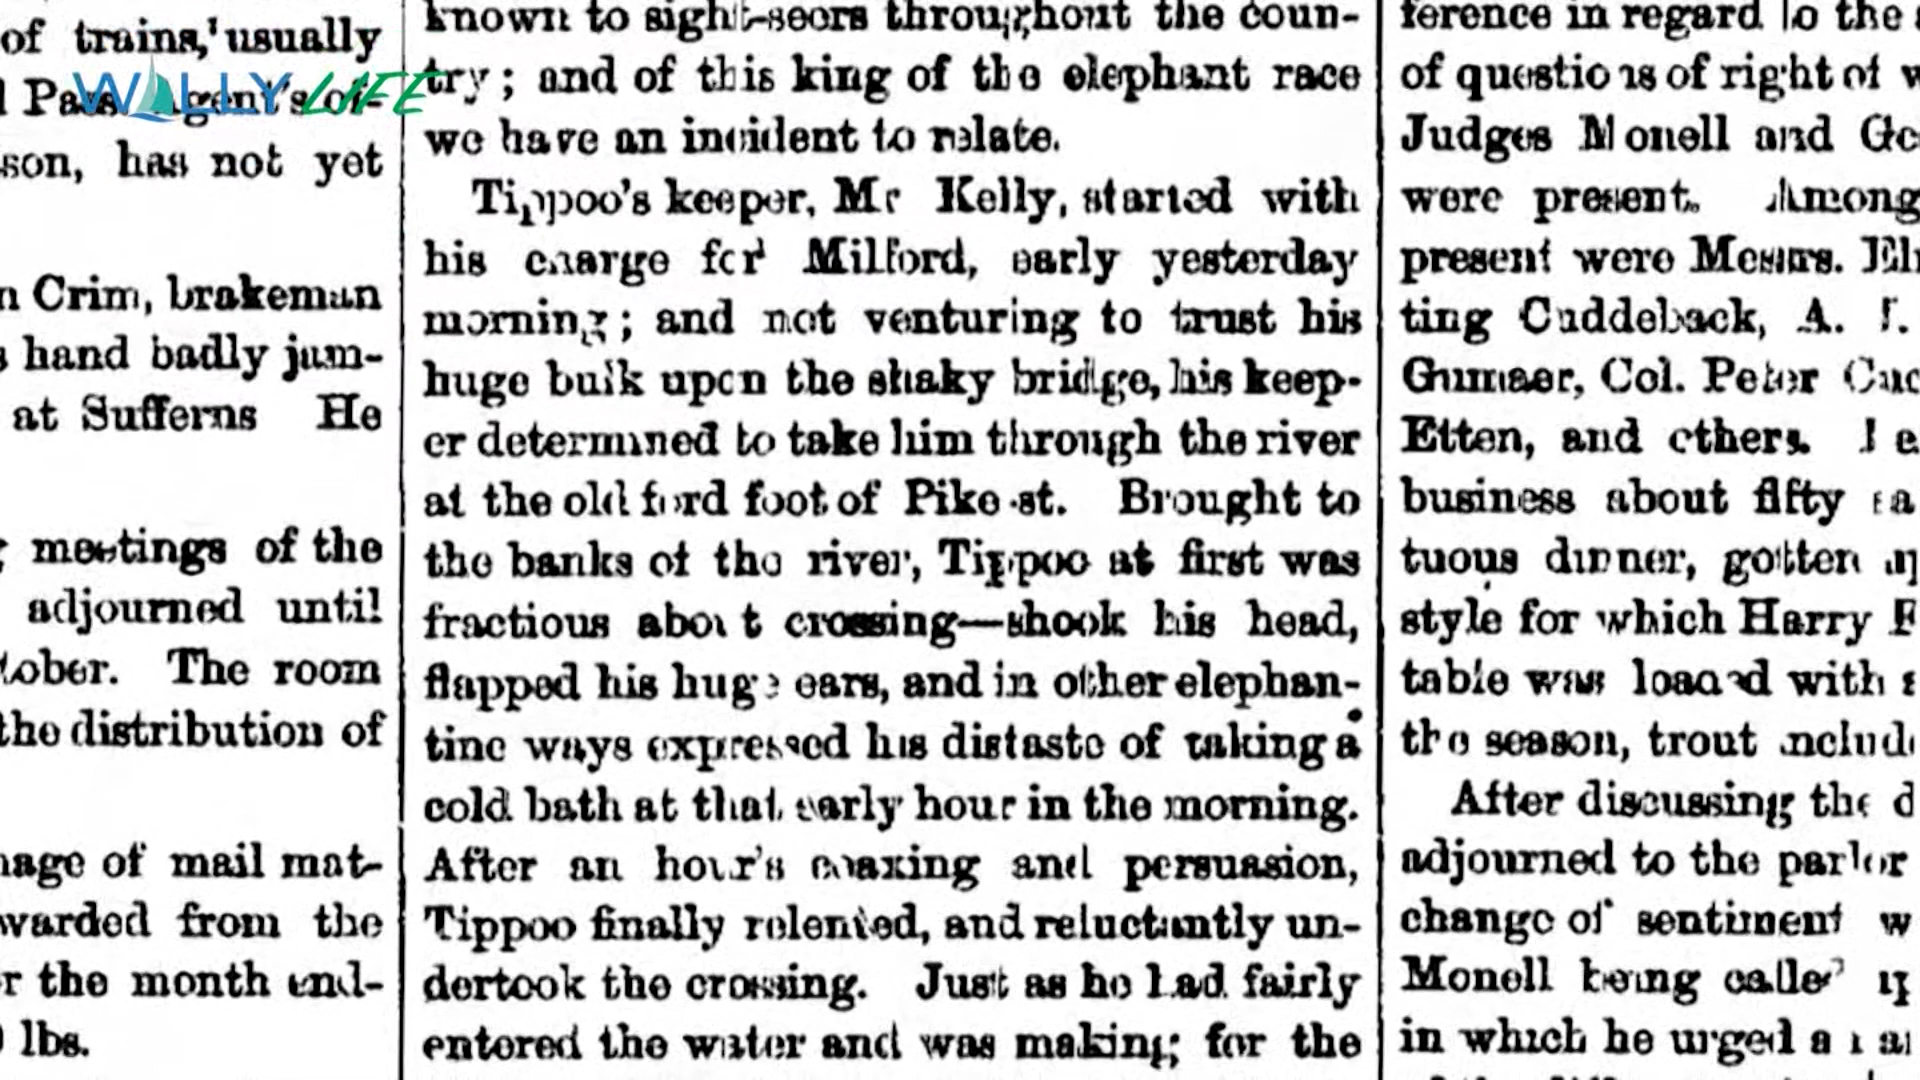 of trains, usually
Pass Agent's of-
son, has not yet
Crim, brakeman
hand badly jam-
at Sufferns He
meetings of the
adjourned until
tober. The room
the distribution of
nage of mail mat-
warded from the
r the month end-
lbs.
WALLY LIFE
known to sight-seers throughout the coun-
try; and of this king of the elephant race
we have an incident to relate.
Tippoo's keeper, Mr Kelly, started with
his charge for Milford, early yesterday
morning; and not venturing to trust his
huge bulk upon the shaky bridge, his keep-
er determined to take him through the river
at the old ford foot of Pike st. Brought to
the banks of the river, Tippoo at first was
fractious about crossing—shook his head,
flapped his huge ears, and in other elephan-
tine ways expressed his distaste of taking a
cold bath at that early hour in the morning.
After an hour's coaxing and persuasion,
Tippoo finally relented, and reluctantly un-
dertook the crossing. Just as he had fairly
entered the water and was making for the
ference in regard to the
of questions of right of w
Judges Monell and
were present. Among
present were Messrs.
ting Cuddeback, A.
Gumaer, Col. Peter
Etten, and others.
business about fifty
tuous dinner, gotten
style for which Harry
table was loaded with
the season, trout includ
After discussing the d
adjourned to the parlor
change of sentiment w
Monell being called
in which he urged a